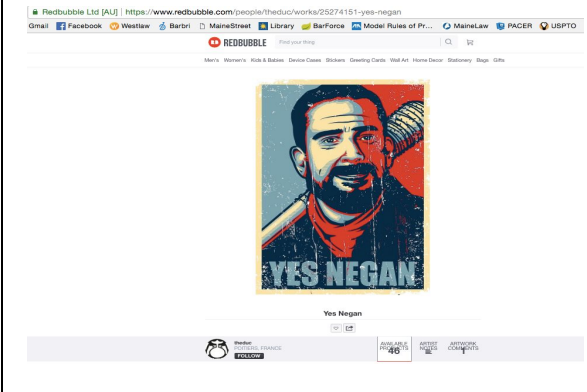 Redbubble Ltd [AU] | https://www.redbubble.com/people/theduc/works/25274151-yes-negan
Gmail Facebook Westlaw Barbri MaineStreet Library BarForce Model Rules of Pr... MaineLaw PACER USPTO
REDBUBBLE Find your thing
Men's Women's Kids & Babies Device Cases Stickers Greeting Cards Wall Art Home Decor Stationery Bags Gifts
YES NEGAN
Yes Negan
theduc
POITIERS, FRANCE
FOLLOW
AVAILABLE PRODUCTS
46
ARTIST NOTES
ARTWORK COMMENTS
1